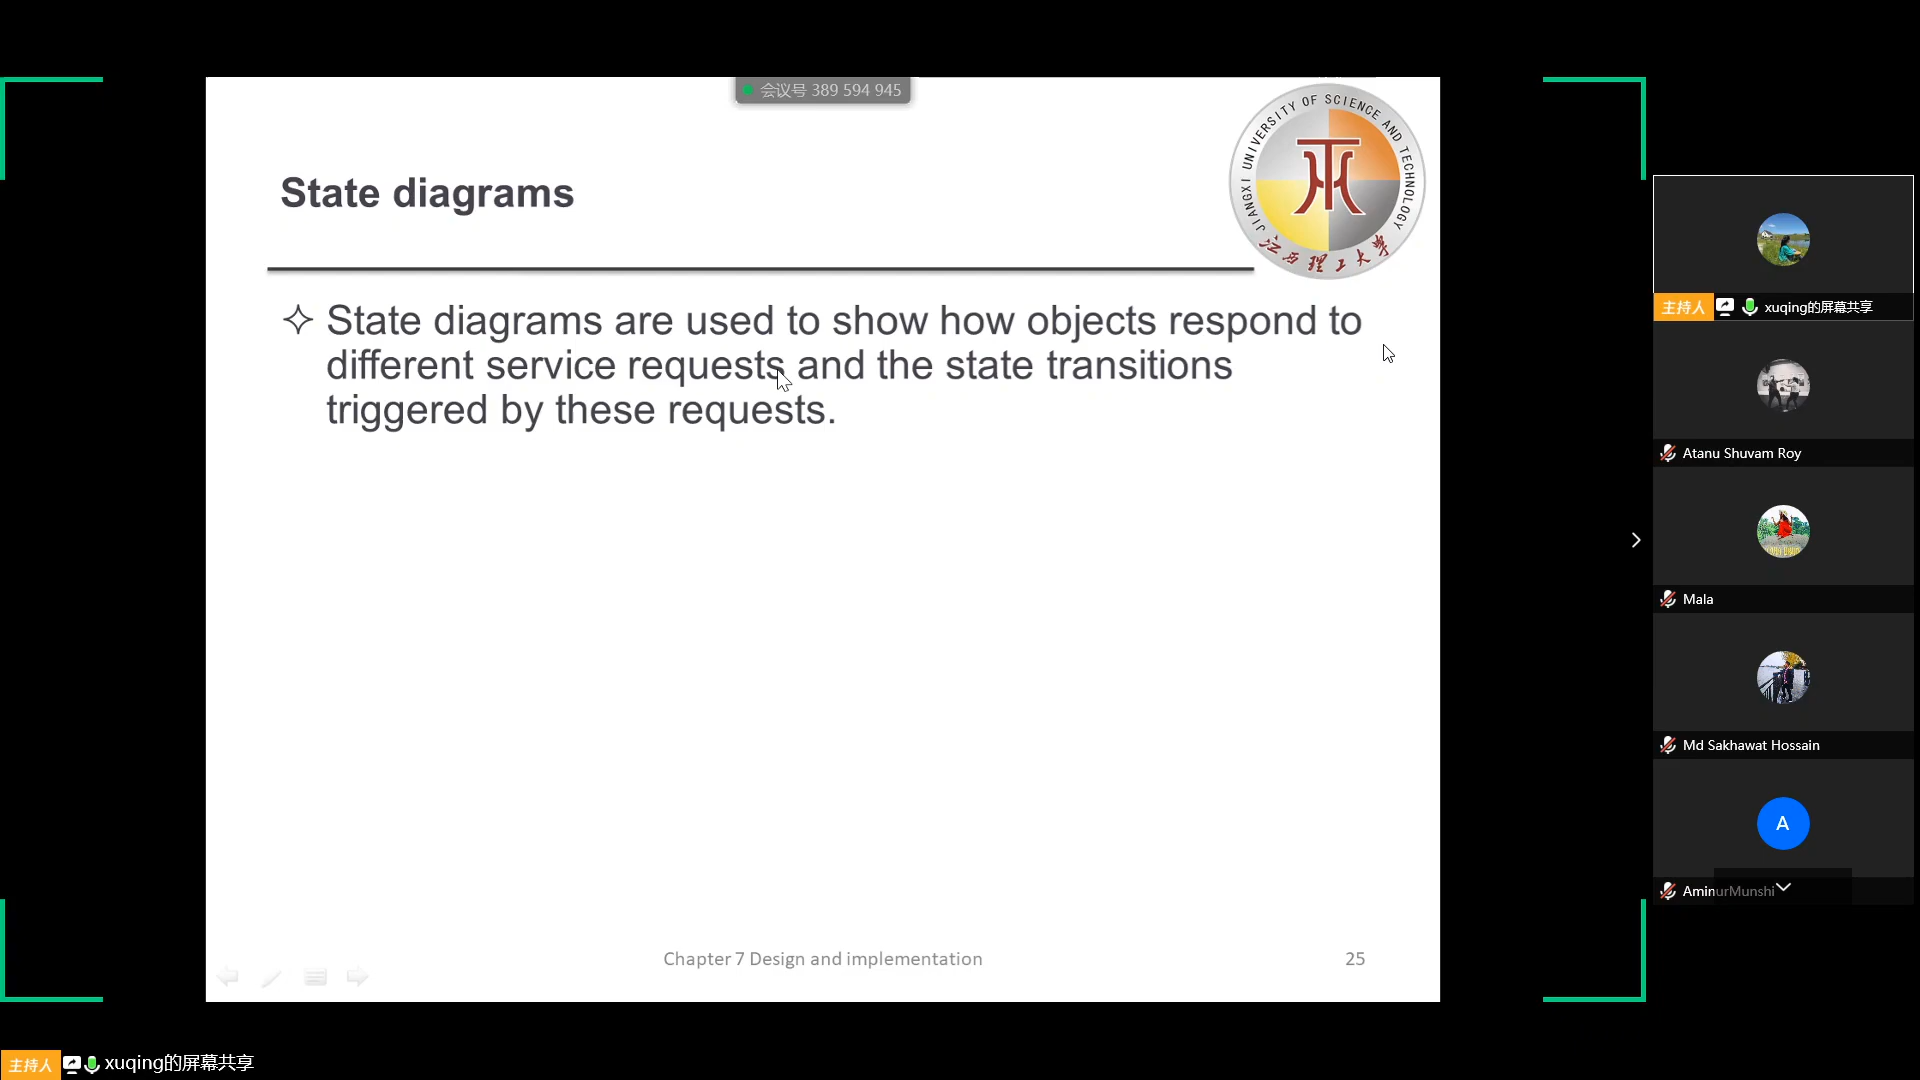 会议号 389 594 945
JIANGXI UNIVERSITY OF SCIENCE AND TECHNOLOGY
江西理工大学
State diagrams
State diagrams are used to show how objects respond to
different service requests and the state transitions
triggered by these requests.
Chapter 7 Design and implementation
25
主持人 xuqing的屏幕共享
Atanu Shuvam Roy
Mala
Md Sakhawat Hossain
A
AminurMunshi
主持人 xuqing的屏幕共享